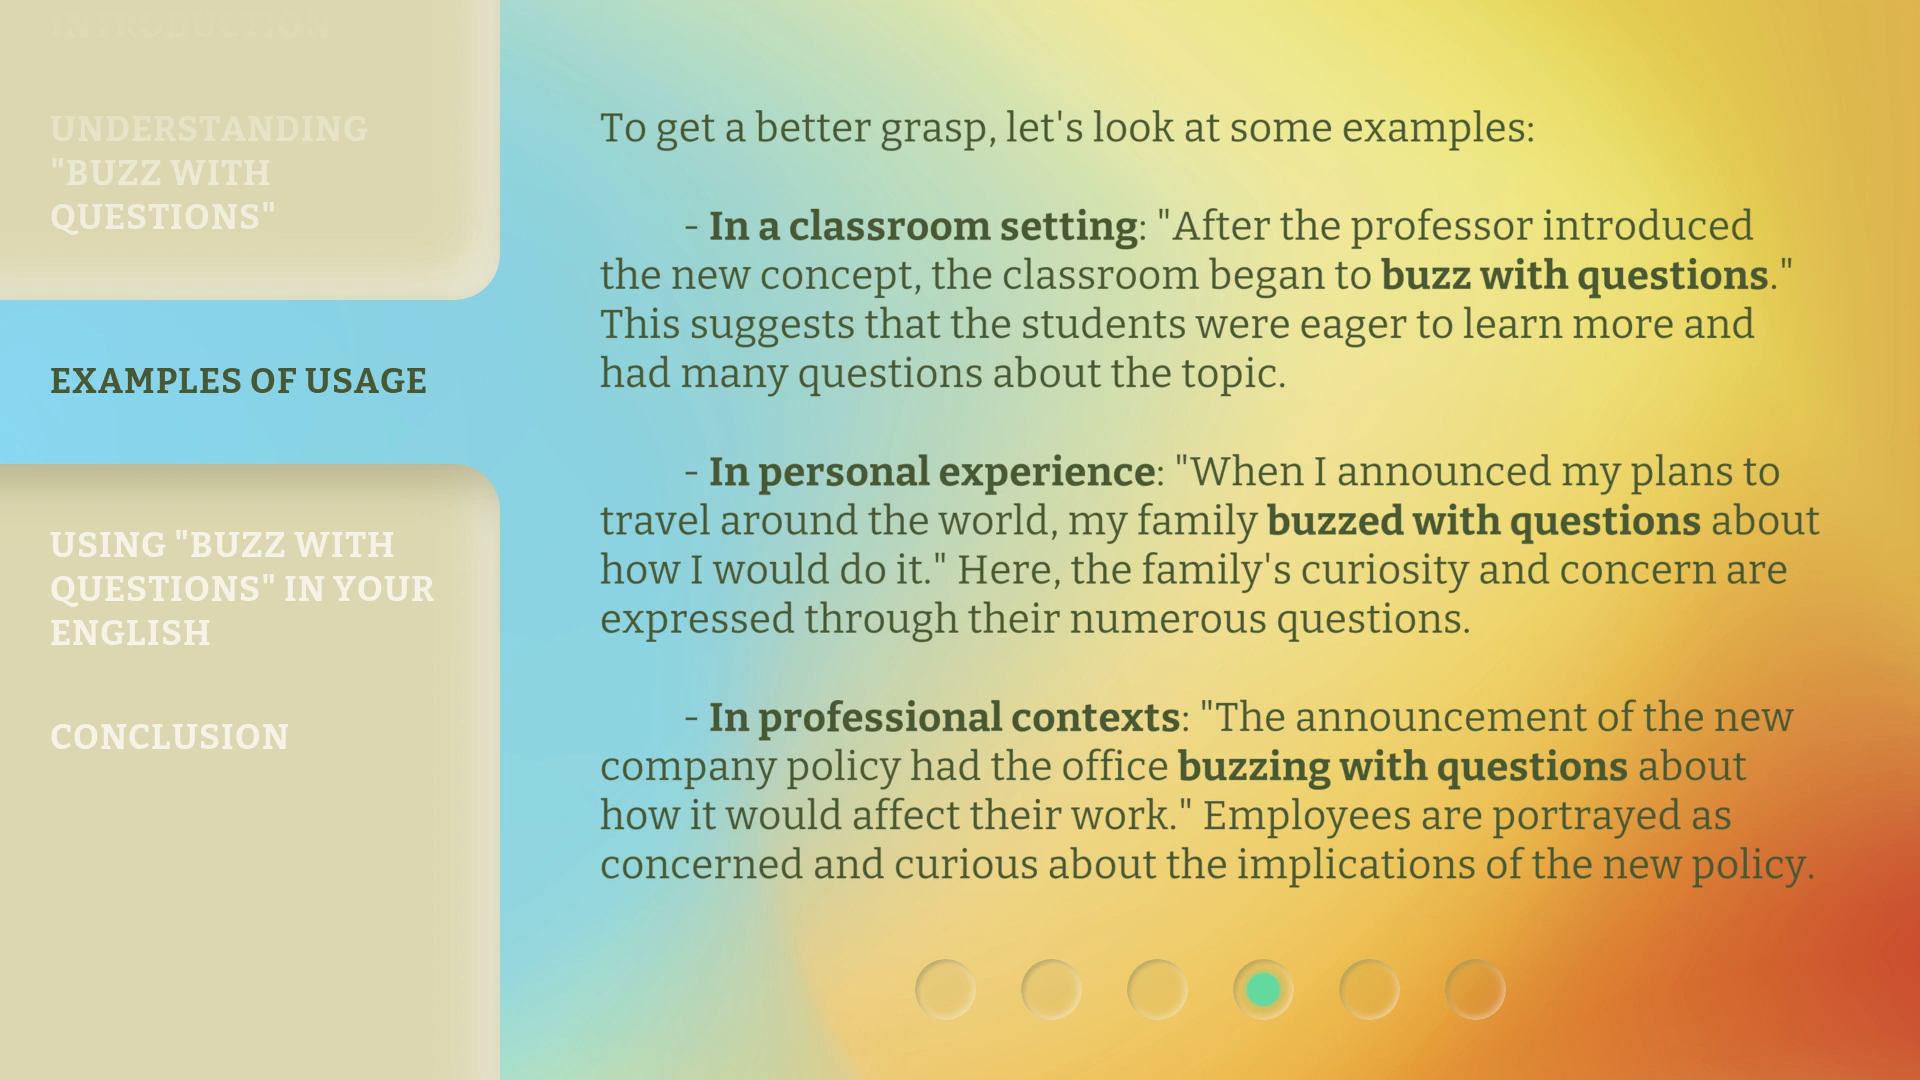 INTRODUCTION
UNDERSTANDING
"BUZZ WITH
QUESTIONS"
EXAMPLES OF USAGE
USING "BUZZ WITH
QUESTIONS" IN YOUR
ENGLISH
CONCLUSION
To get a better grasp, let's look at some examples:
- In a classroom setting: "After the professor introduced
the new concept, the classroom began to buzz with questions."
This suggests that the students were eager to learn more and
had many questions about the topic.
- In personal experience: "When I announced my plans to
travel around the world, my family buzzed with questions about
how I would do it." Here, the family's curiosity and concern are
expressed through their numerous questions.
- In professional contexts: "The announcement of the new
company policy had the office buzzing with questions about
how it would affect their work." Employees are portrayed as
concerned and curious about the implications of the new policy.